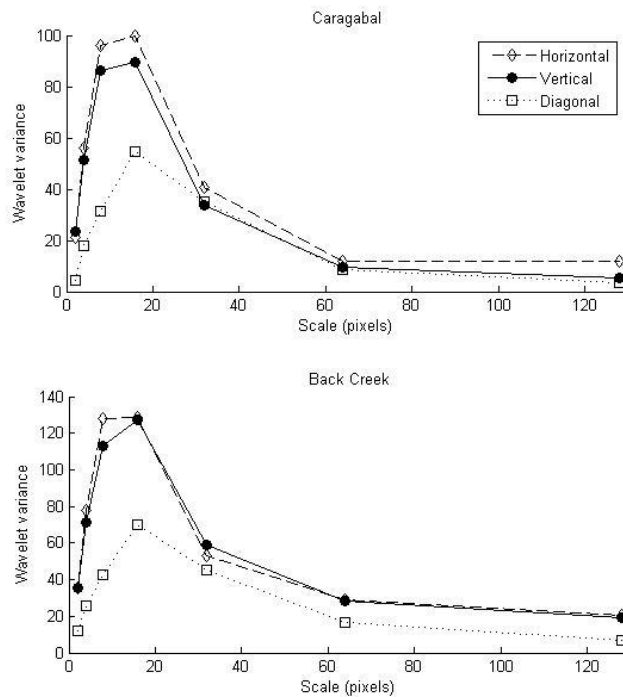 Caragabal
100
80
60
40
20
0
Wavelet variance
Horizontal
Vertical
Diagonal
0 20 40 60 80 100 120
Scale (pixels)
Back Creek
140
120
100
80
60
40
20
0
Wavelet variance
0 20 40 60 80 100 120
Scale (pixels)